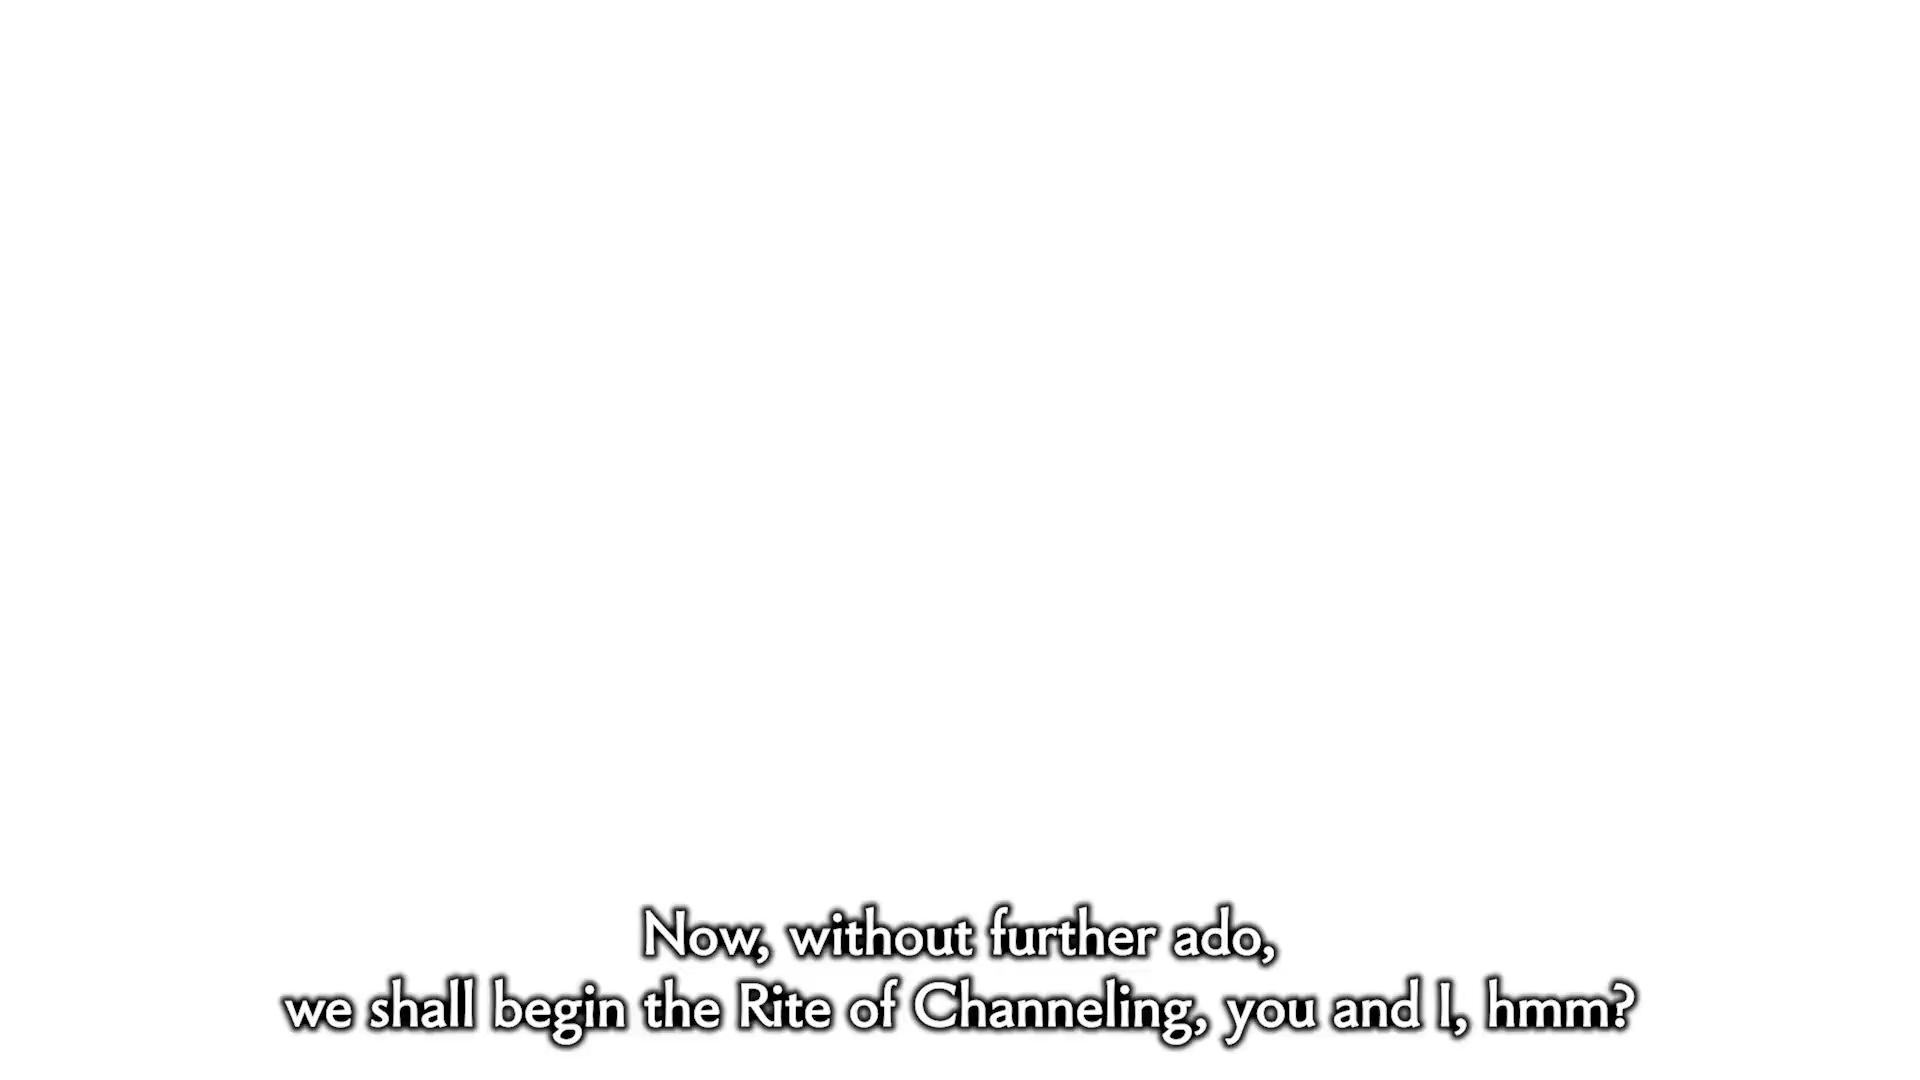 Now, without further ado,
we shall begin the Rite of Channeling, you and I, hmm?